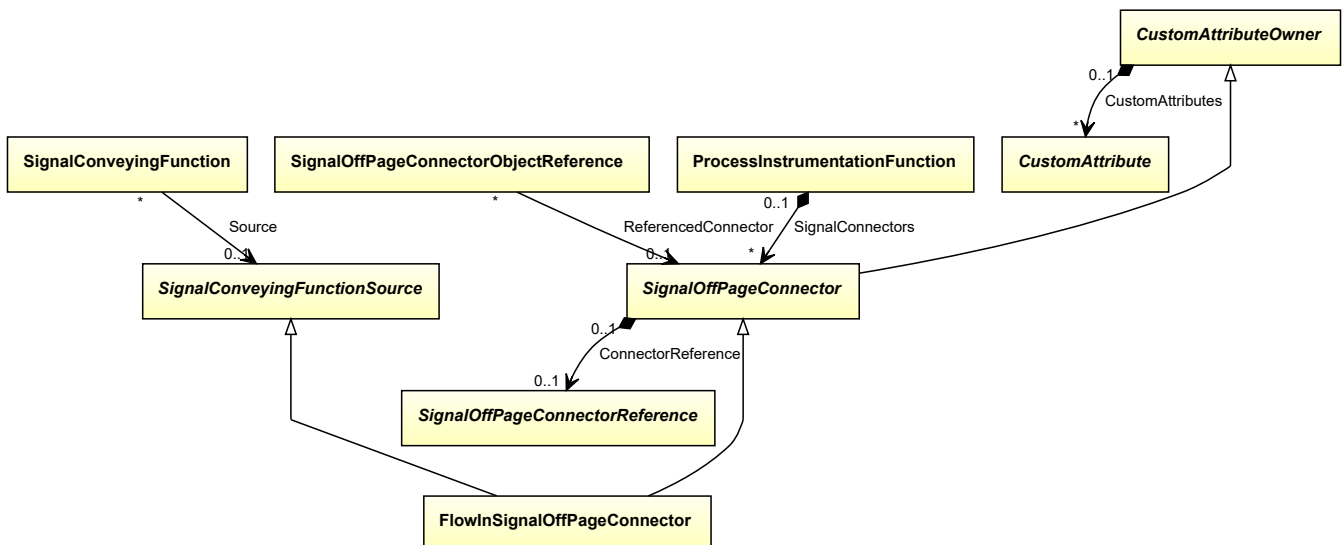 CustomAttributeOwner
0..1
CustomAttributes
*
SignalConveyingFunction
SignalOffPageConnectorObjectReference
ProcessInstrumentationFunction
CustomAttribute
*
*
0..1
Source
ReferencedConnector
SignalConnectors
0..1
0..1
*
SignalConveyingFunctionSource
SignalOffPageConnector
0..1
ConnectorReference
0..1
SignalOffPageConnectorReference
FlowInSignalOffPageConnector